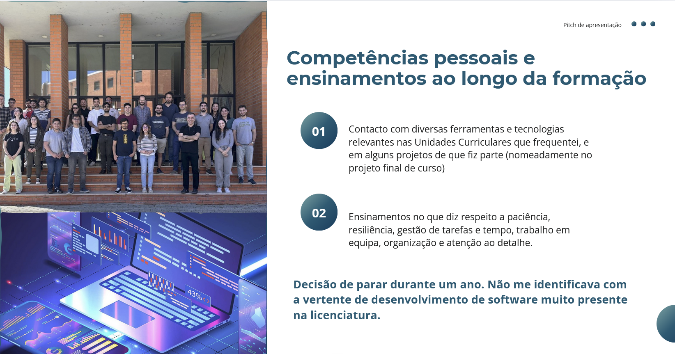 Pitch de apresentação
Competências pessoais e
ensinamentos ao longo da formação
01
Contacto com diversas ferramentas e tecnologias
relevantes nas Unidades Curriculares que frequentei, e
em alguns projetos de que fiz parte (nomeadamente no
projeto final de curso)
02
Ensinamentos no que diz respeito a paciência,
resiliência, gestão de tarefas e tempo, trabalho em
equipa, organização e atenção ao detalhe.
Decisão de parar durante um ano. Não me identificava com
a vertente de desenvolvimento de software muito presente
na licenciatura.
43%